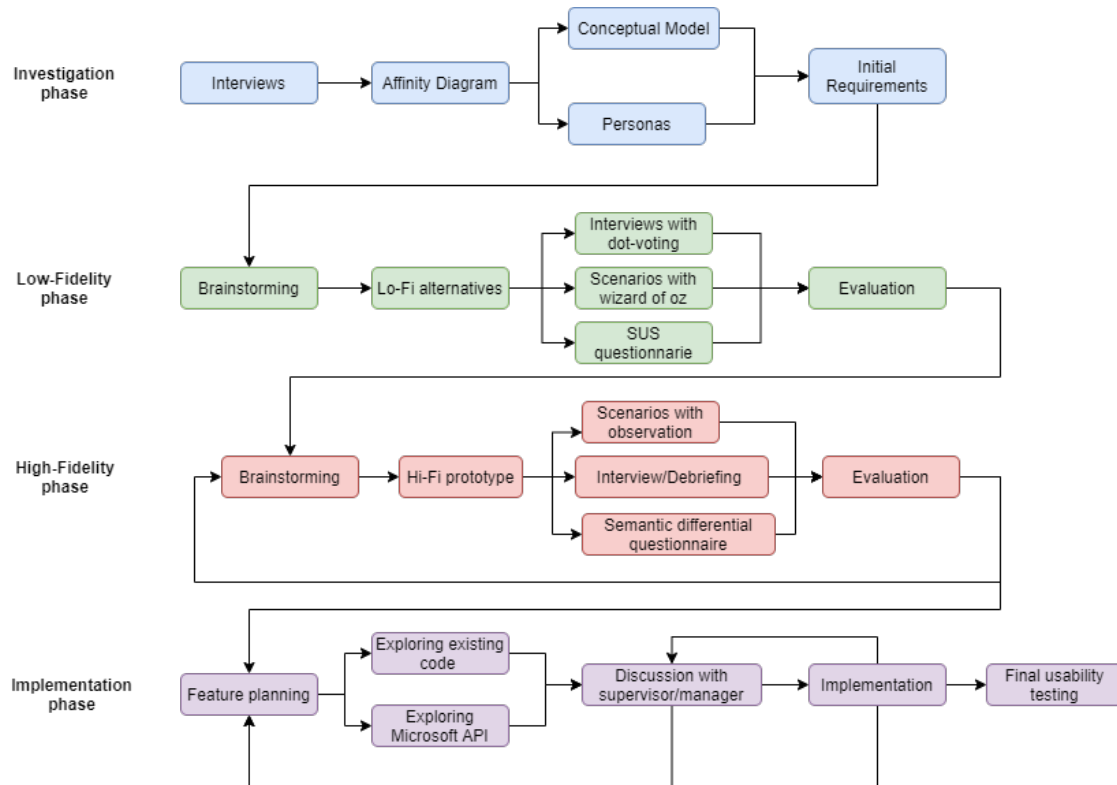 Investigation
phase
Interviews
Affinity Diagram
Conceptual Model
Personas
Initial
Requirements
Low-Fidelity
phase
Brainstorming
Lo-Fi alternatives
Interviews with
dot-voting
Scenarios with
wizard of oz
SUS
questionnarie
Evaluation
High-Fidelity
phase
Brainstorming
Hi-Fi prototype
Scenarios with
observation
Interview/Debriefing
Semantic differential
questionnaire
Evaluation
Implementation
phase
Feature planning
Exploring existing
code
Exploring
Microsoft API
Discussion with
supervisor/manager
Implementation
Final usability
testing